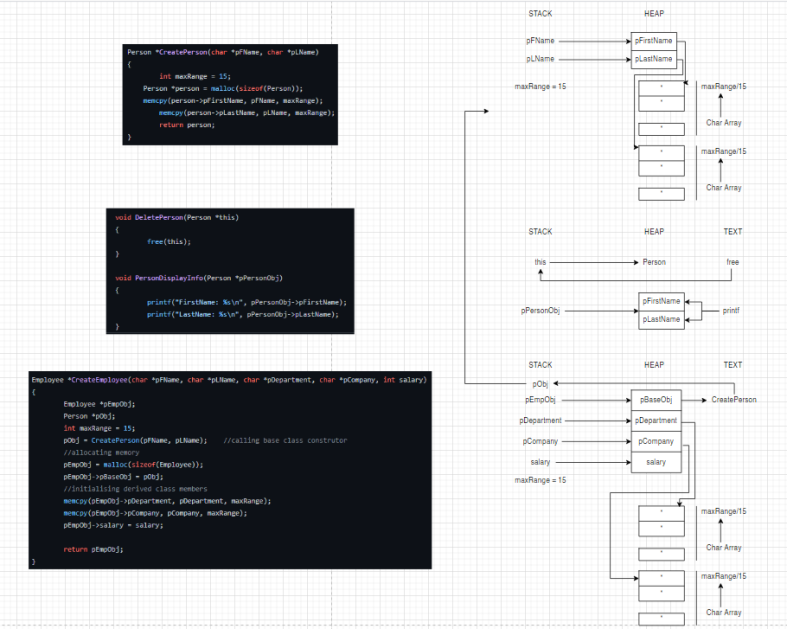 Person *CreatePerson(char *pFName, char *pLName)
{
int maxRange = 15;
Person *person = malloc(sizeof(Person));
memcpy(person->pFirstName, pfName, maxRange);
memcpy(person->pLastName, pLName, maxRange);
return person;
}
void DeletePerson(Person *this)
{
free(this);
}
void PersonDisplayInfo(Person *pPersonObj)
{
printf("FirstName: %s\n", pPersonObj->pFirstName);
printf("LastName: %s\n", pPersonObj->pLastName);
}
Employee *CreateEmployee(char *pFName, char *pLName, char *pDepartment, char *pCompany, int salary)
{
Employee *pEmpObj;
Person *pObj;
int maxRange = 15;
pObj = CreatePerson(pFName, pLName); //calling base class construtor
//allocating memory
pEmpObj = malloc(sizeof(Employee));
pEmpObj->pBaseObj = pObj;
//initialising derived class members
memcpy(pEmpObj->pDepartment, pDepartment, maxRange);
memcpy(pEmpObj->pCompany, pCompany, maxRange);
pEmpObj->salary = salary;
return pEmpObj;
}
STACK HEAP
pFName pFirstName
pLName pLastName
maxRange = 15
* maxRange/15
*
* Char Array
* maxRange/15
*
* Char Array
STACK HEAP TEXT
this Person free
pPersonObj pFirstName printf
pLastName
STACK HEAP TEXT
pObj
pEmpObj pBaseObj CreatePerson
pDepartment pDepartment
pCompany pCompany
salary salary
maxRange = 15
* maxRange/15
*
* Char Array
* maxRange/15
*
* Char Array